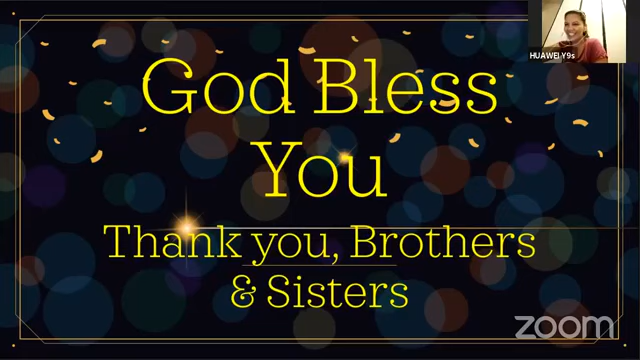 HUAWEI Y9s
God Bless
You
Thank you, Brothers
& Sisters
zoom